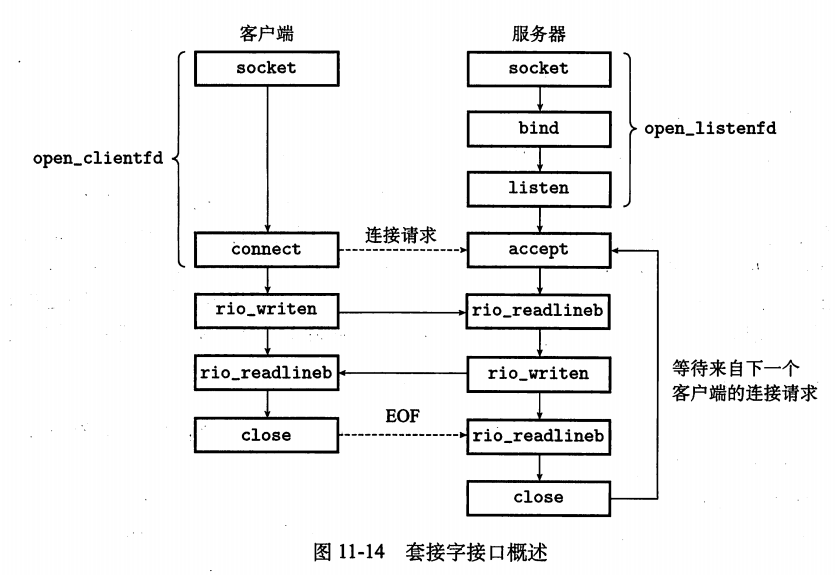 客户端
服务器
socket
socket
bind
open_clientfd
open_listenfd
listen
connect
连接请求
accept
rio_writen
rio_readlineb
rio_readlineb
rio_writen
等待来自下一个
客户端的连接请求
close
EOF
rio_readlineb
close
图 11-14 套接字接口概述